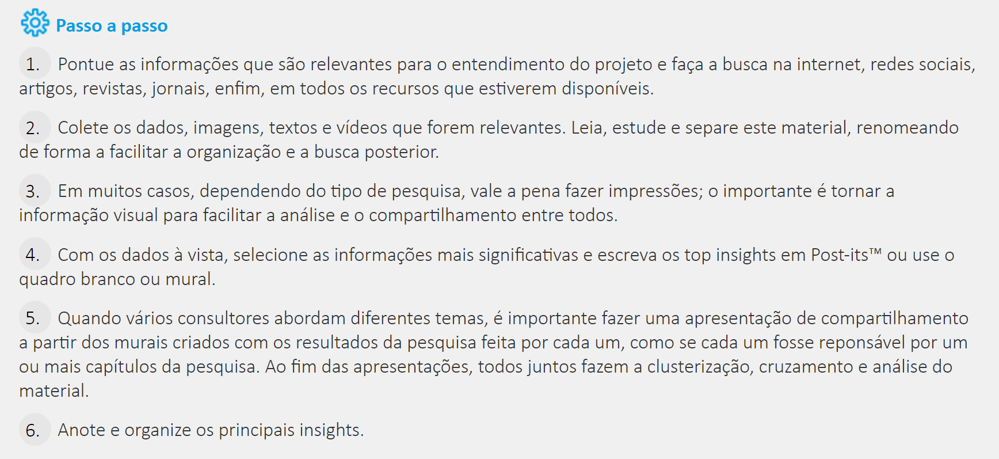 Passo a passo
1. Pontue as informações que são relevantes para o entendimento do projeto e faça a busca na internet, redes sociais,
artigos, revistas, jornais, enfim, em todos os recursos que estiverem disponíveis.
2. Colete os dados, imagens, textos e vídeos que forem relevantes. Leia, estude e separe este material, renomeando
de forma a facilitar a organização e a busca posterior.
3. Em muitos casos, dependendo do tipo de pesquisa, vale a pena fazer impressões; o importante é tornar a
informação visual para facilitar a análise e o compartilhamento entre todos.
4. Com os dados à vista, selecione as informações mais significativas e escreva os top insights em Post-its™ ou use o
quadro branco ou mural.
5. Quando vários consultores abordam diferentes temas, é importante fazer uma apresentação de compartilhamento
a partir dos murais criados com os resultados da pesquisa feita por cada um, como se cada um fosse reponsável por um
ou mais capítulos da pesquisa. Ao fim das apresentações, todos juntos fazem a clusterização, cruzamento e análise do
material.
6. Anote e organize os principais insights.